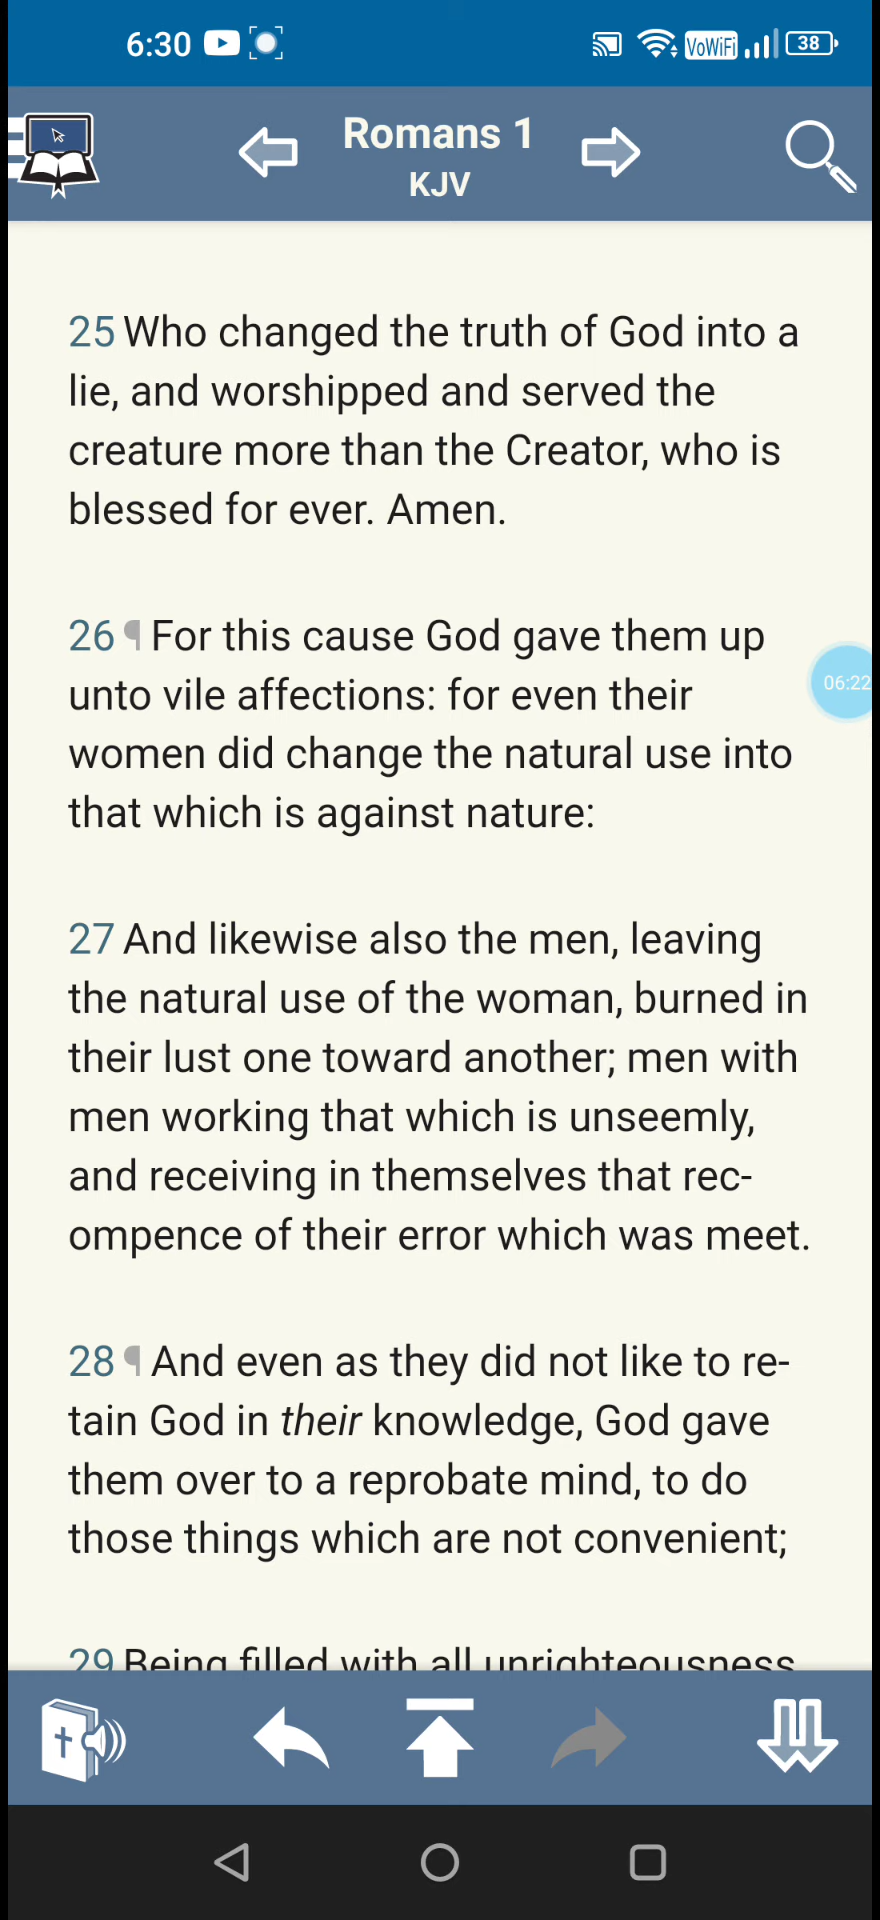 6:30 VoWiFi 38
Romans 1
KJV
25 Who changed the truth of God into a
lie, and worshipped and served the
creature more than the Creator, who is
blessed for ever. Amen.
26 ¶ For this cause God gave them up
unto vile affections: for even their
06:22
women did change the natural use into
that which is against nature:
27 And likewise also the men, leaving
the natural use of the woman, burned in
their lust one toward another; men with
men working that which is unseemly,
and receiving in themselves that rec-
ompence of their error which was meet.
28 ¶ And even as they did not like to re-
tain God in their knowledge, God gave
them over to a reprobate mind, to do
those things which are not convenient;
29 Being filled with all unrighteousness